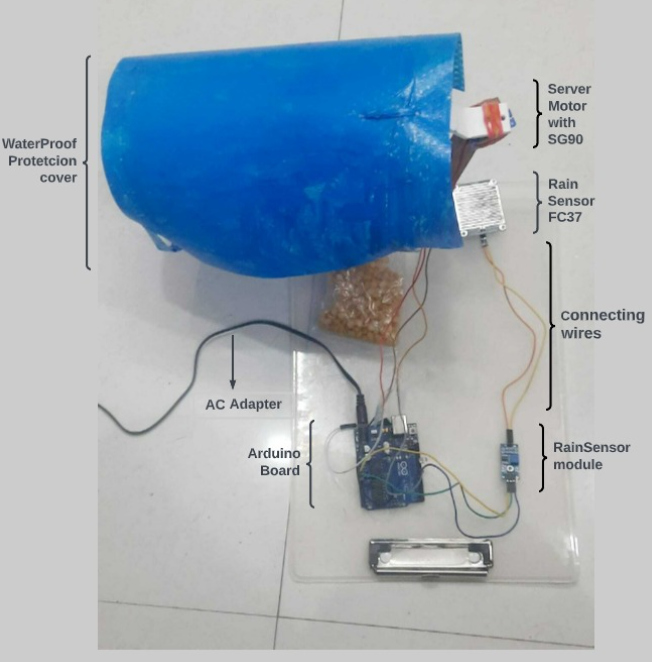 WaterProof
Protetcion
cover
Server
Motor
with
SG90
Rain
Sensor
FC37
Connecting
wires
AC Adapter
Arduino
Board
RainSensor
module